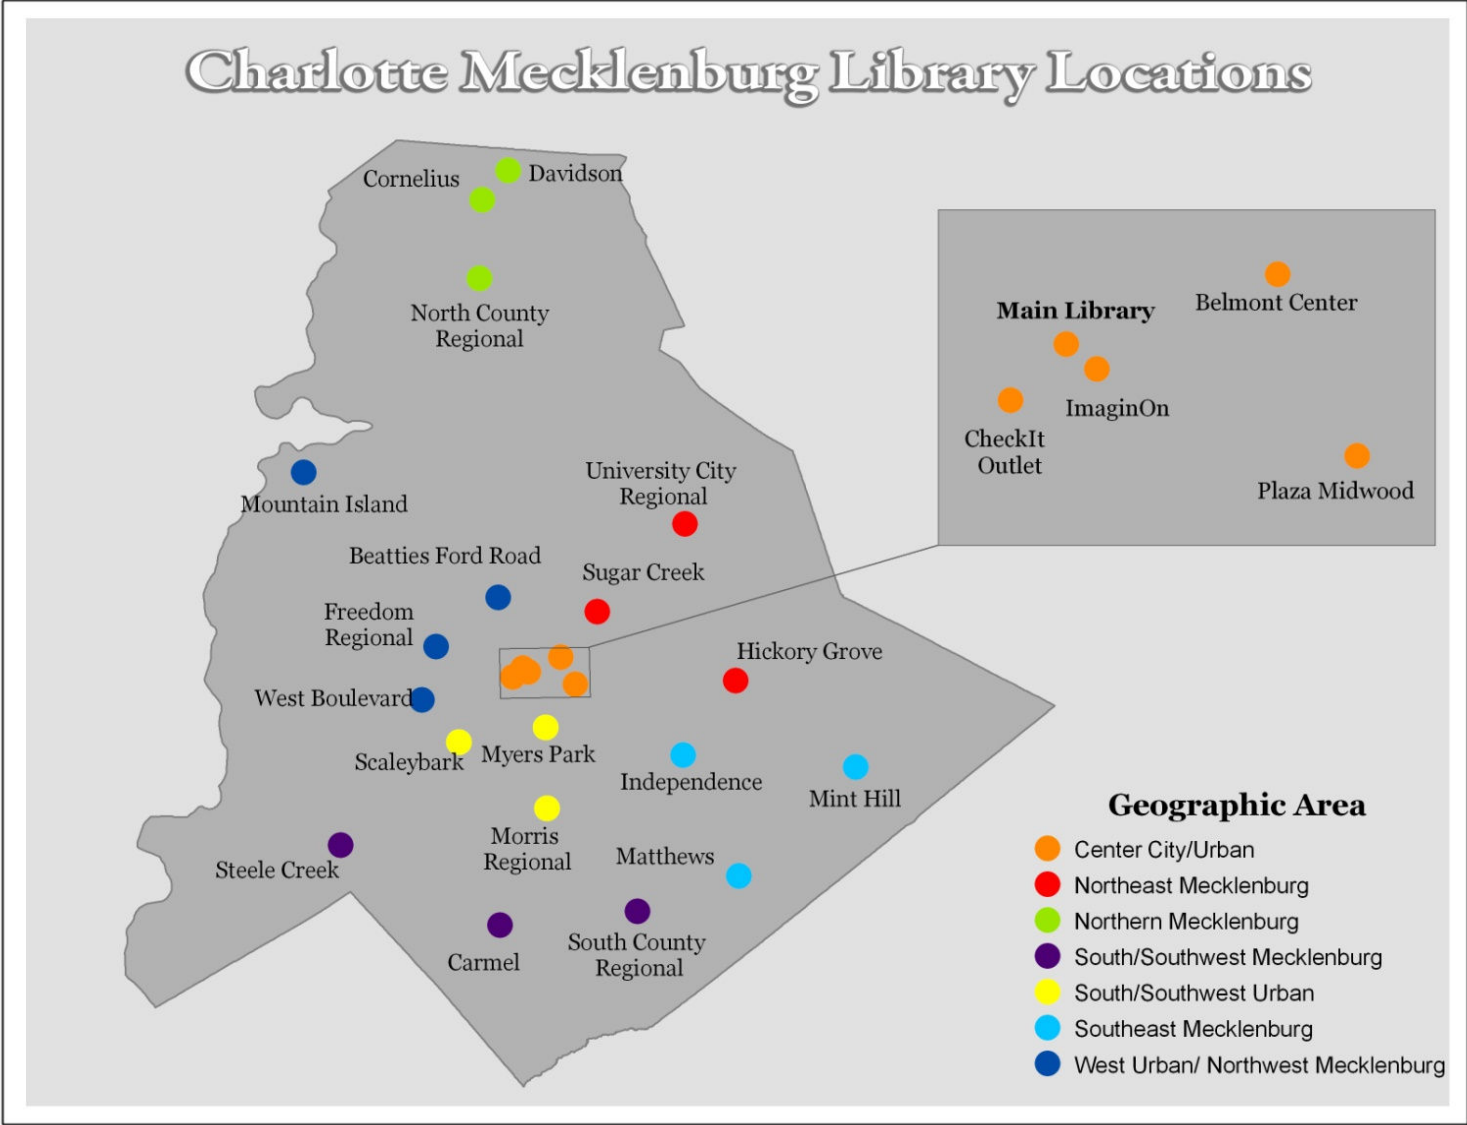 Charlotte Mecklenburg Library Locations
Cornelius
Davidson
North County
Regional
Main Library
Belmont Center
ImaginOn
CheckIt
Outlet
Plaza Midwood
Mountain Island
University City
Regional
Beatties Ford Road
Sugar Creek
Freedom
Regional
Hickory Grove
West Boulevard
Scaleybark
Myers Park
Independence
Mint Hill
Morris
Regional
Matthews
Steele Creek
Carmel
South County
Regional
Geographic Area
Center City/Urban
Northeast Mecklenburg
Northern Mecklenburg
South/Southwest Mecklenburg
South/Southwest Urban
Southeast Mecklenburg
West Urban/ Northwest Mecklenburg